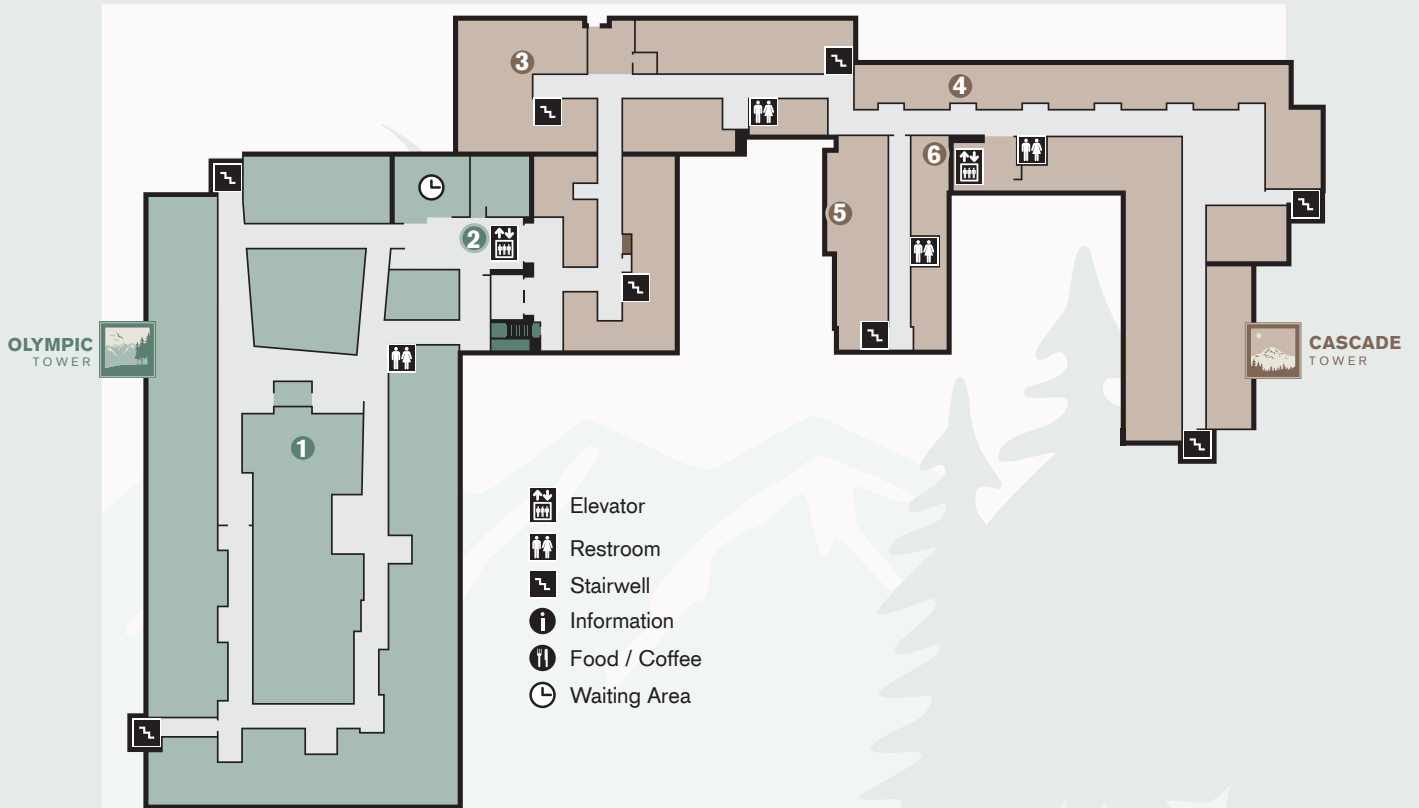 3
4
6
5
2
OLYMPIC
TOWER
CASCADE
TOWER
1
Elevator
Restroom
Stairwell
Information
Food / Coffee
Waiting Area